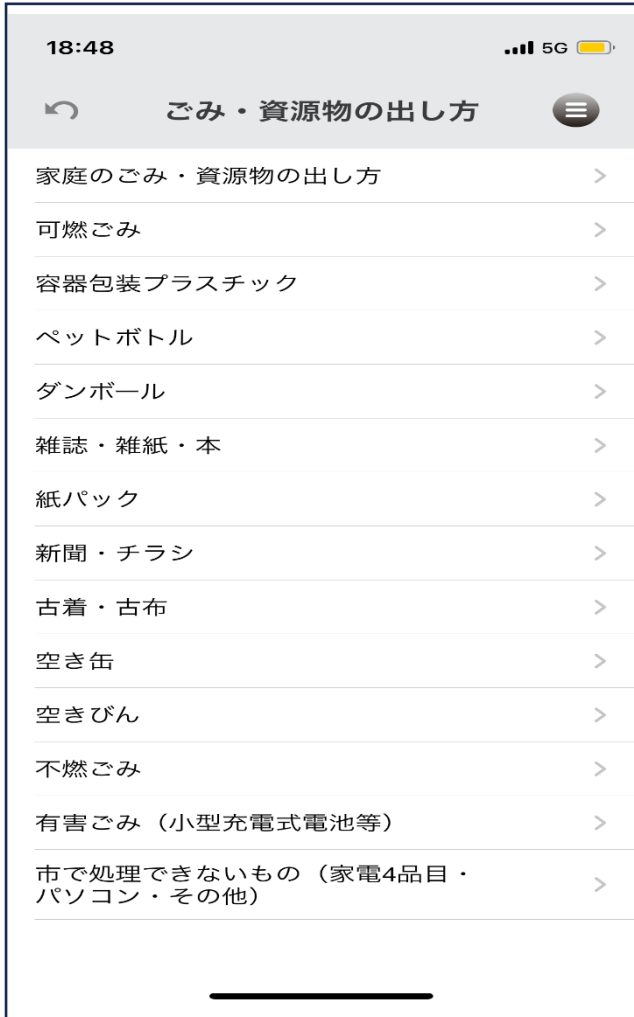 18:48
5G
ごみ・資源物の出し方
家庭のごみ・資源物の出し方
可燃ごみ
容器包装プラスチック
ペットボトル
ダンボール
雑誌・雑紙・本
紙パック
新聞・チラシ
古着・古布
空き缶
空きびん
不燃ごみ
有害ごみ（小型充電式電池等）
市で処理できないもの（家電4品目・
パソコン・その他）